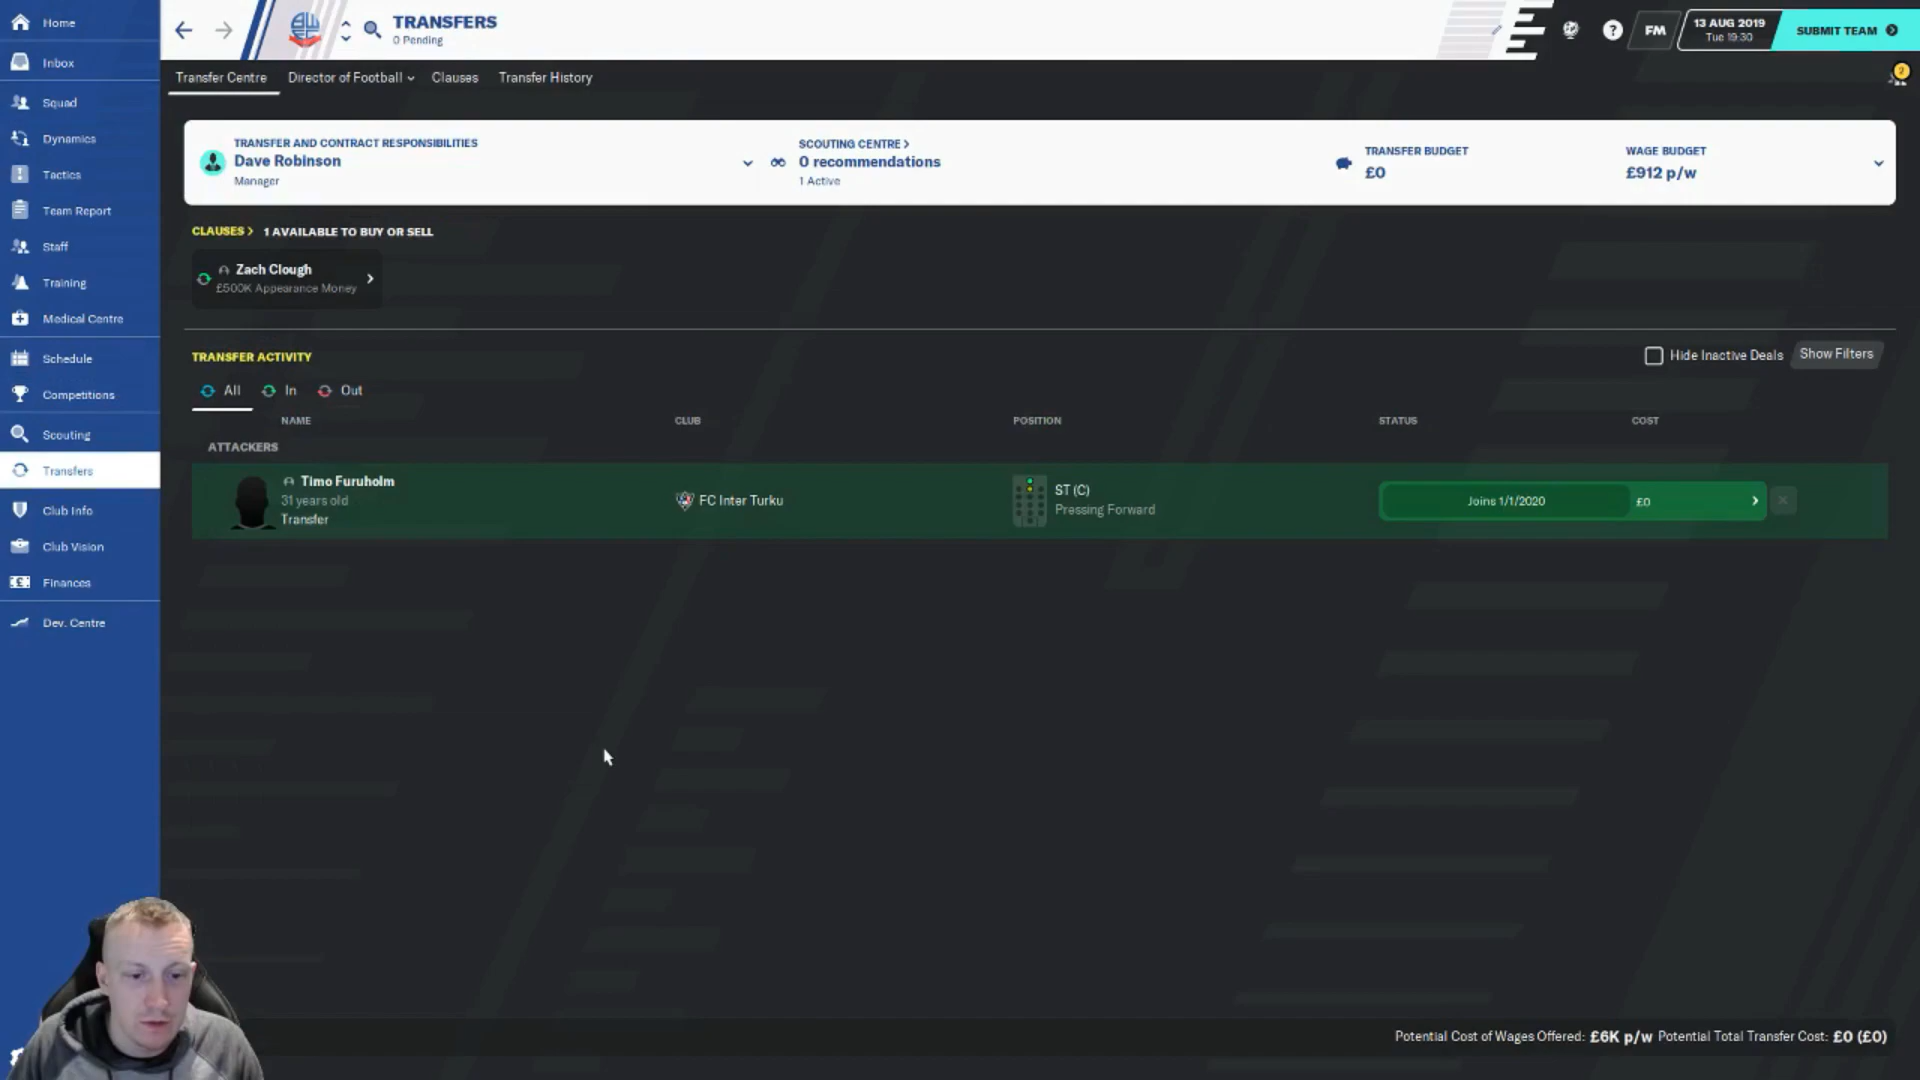 Home
Inbox
Squad
Dynamics
Tactics
Team Report
Staff
Training
Medical Centre
Schedule
Competitions
Scouting
Transfers
Club Info
Club Vision
Finances
Dev. Centre
TRANSFERS
0 Pending
FM
13 AUG 2019
Tue 19:30
SUBMIT TEAM
Transfer Centre
Director of Football
Clauses
Transfer History
2
TRANSFER AND CONTRACT RESPONSIBILITIES
Dave Robinson
Manager
SCOUTING CENTRE >
0 recommendations
1 Active
TRANSFER BUDGET
£0
WAGE BUDGET
£912 p/w
CLAUSES > 1 AVAILABLE TO BUY OR SELL
Zach Clough
£500K Appearance Money
TRANSFER ACTIVITY
Hide Inactive Deals
Show Filters
All
In
Out
NAME CLUB POSITION STATUS COST
ATTACKERS
Timo Furuholm
31 years old
Transfer
FC Inter Turku
ST (C)
Pressing Forward
Joins 1/1/2020
£0
Potential Cost of Wages Offered: £6K p/w Potential Total Transfer Cost: £0 (£0)